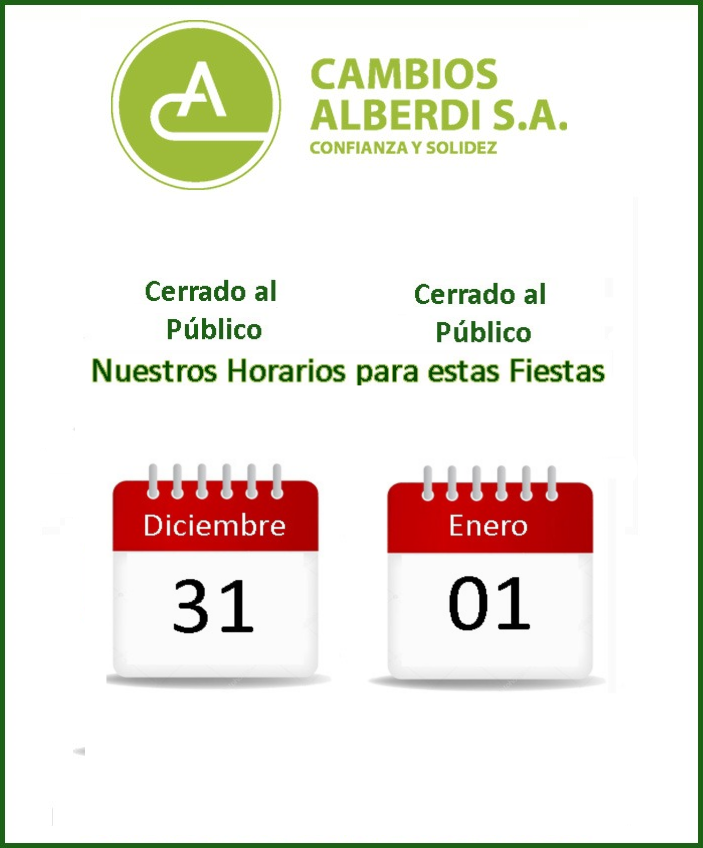 A
CAMBIOS
ALBERDI S.A.
CONFIANZA Y SOLIDEZ
Cerrado al
Público
Cerrado al
Público
Nuestros Horarios para estas Fiestas
Diciembre
31
Enero
01